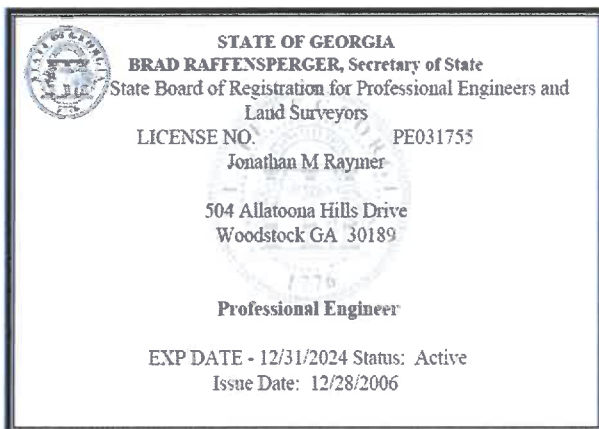 STATE OF GEORGIA
BRAD RAFFENSPERGER, Secretary of State
State Board of Registration for Professional Engineers and
Land Surveyors
LICENSE NO. PE031755
Jonathan M Raymer
504 Allatoona Hills Drive
Woodstock GA 30189
1776
Professional Engineer
EXP DATE - 12/31/2024 Status: Active
Issue Date: 12/28/2006